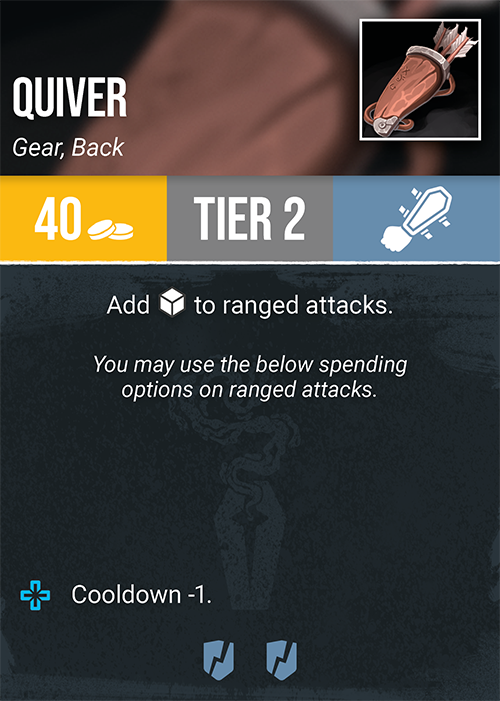 QUIVER
Gear, Back
40
TIER 2
Add to ranged attacks.
You may use the below spending
options on ranged attacks.
Cooldown -1.